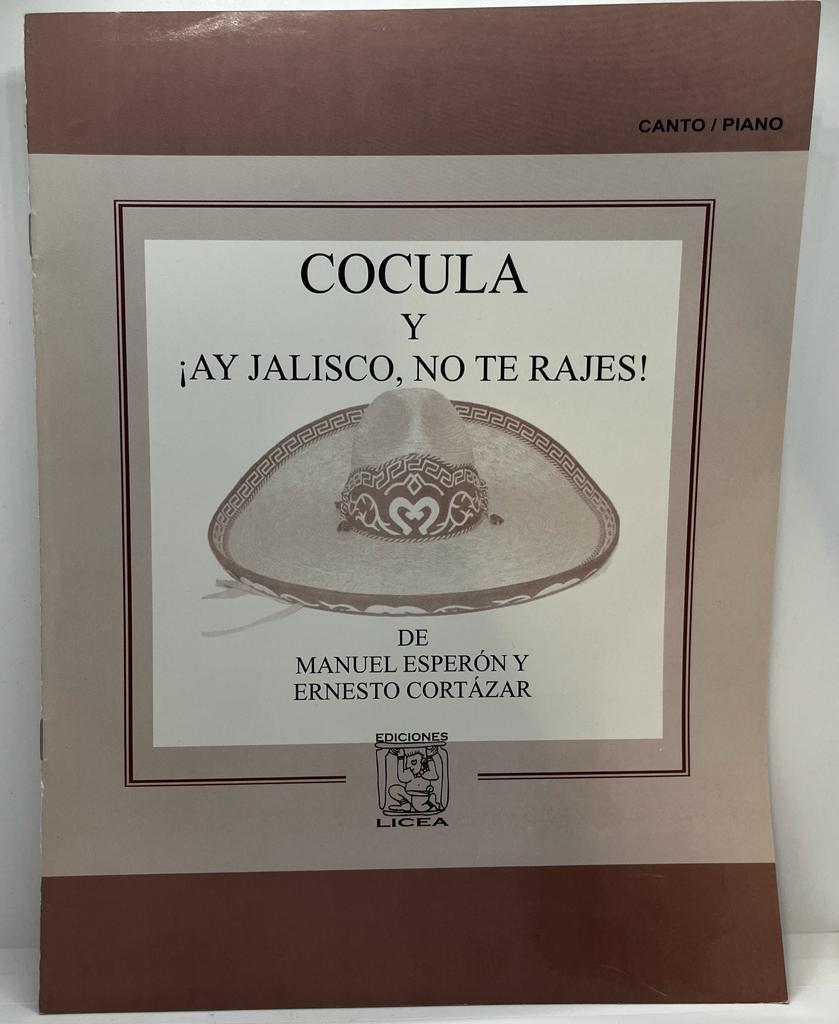 CANTO / PIANO
COCULA
Y
¡AY JALISCO, NO TE RAJES!
DE
MANUEL ESPERÓN Y
ERNESTO CORTÁZAR
EDICIONES
LICEA